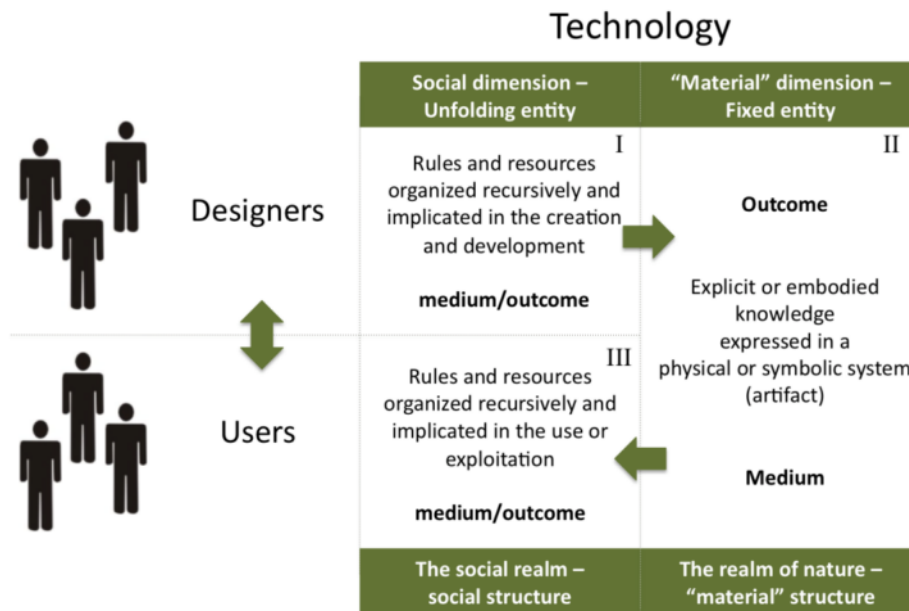 Technology
Social dimension –
Unfolding entity
“Material” dimension –
Fixed entity
I
Rules and resources
organized recursively and
implicated in the creation
and development
medium/outcome
II
Outcome
Explicit or embodied
knowledge
expressed in a
physical or symbolic system
(artifact)
Medium
Designers
III
Rules and resources
organized recursively and
implicated in the use or
exploitation
medium/outcome
Users
The social realm –
social structure
The realm of nature –
“material” structure